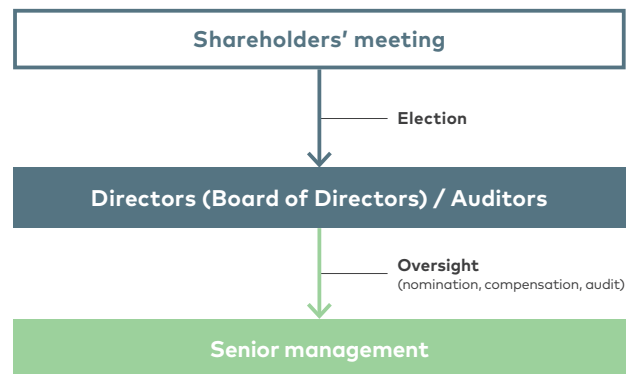 Shareholders’ meeting
Election
Directors (Board of Directors) / Auditors
Oversight
(nomination, compensation, audit)
Senior management